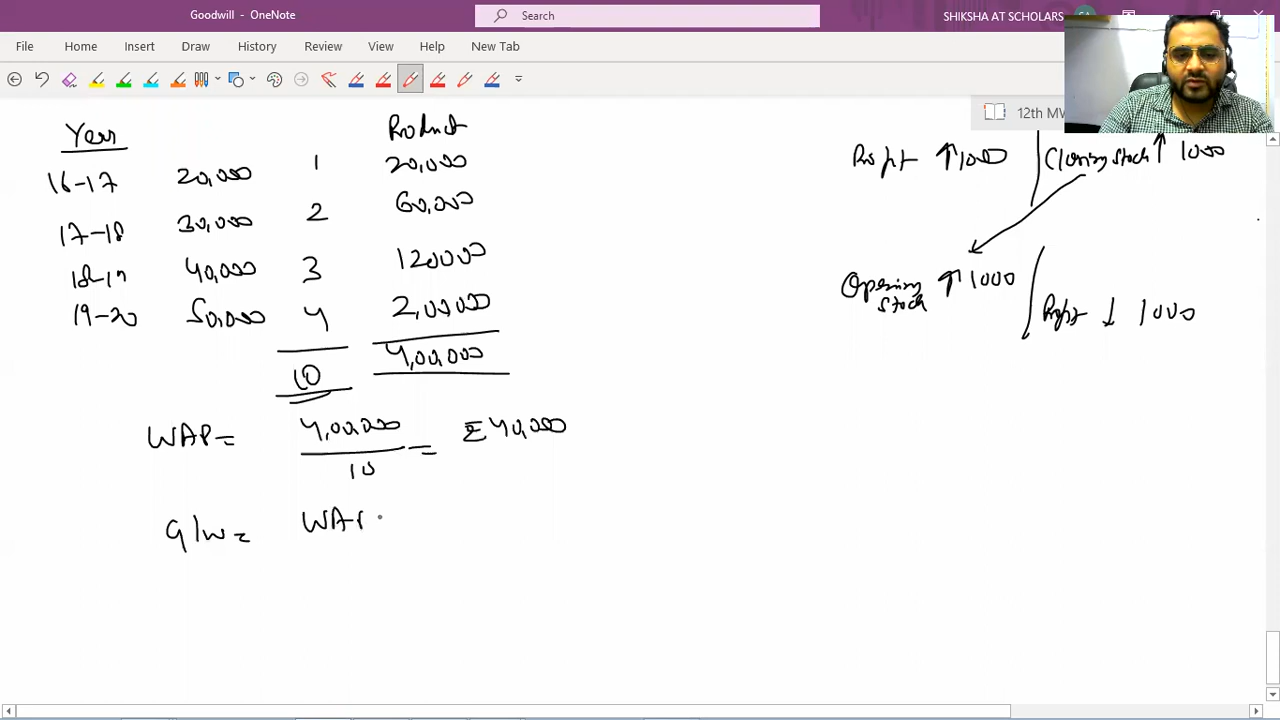 Goodwill - OneNote
Search
SHIKSHA AT SCHOLARS
File Home Insert Draw History Review View Help New Tab
12th
Year Product
16-17 20,000 1 20,000
17-18 30,000 2 60,000
18-19 40,000 3 120000
19-20 50,000 4 2,00,000
10 4,00,000
WAP = 4,00,000 / 10 = ₹ 40,000
G/w = WAP
Profit ↑ 1000 Closing Stock ↑ 1000
Opening Stock ↑ 1000
Profit ↓ 1000